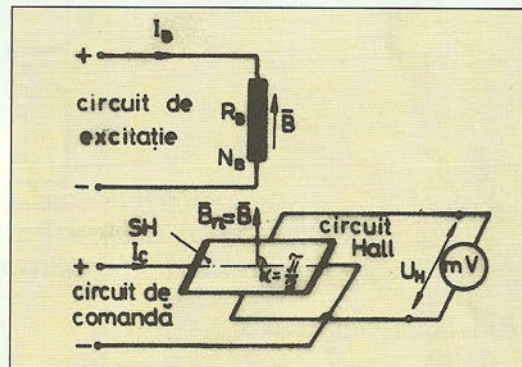 I_B
+
circuit de
excitație
R_B
B̄
N_B
−
B̄_n=B̄
circuit
Hall
SH
I_C
+
α=π/2
U_H
mV
circuit de
comandă
−